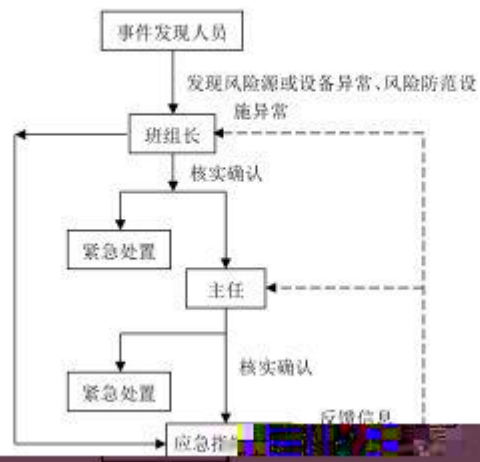 事件发现人员
发现风险源或设备异常、风险防范设
施异常
班组长
核实确认
紧急处置
主任
核实确认
紧急处置
反馈信息
应急指